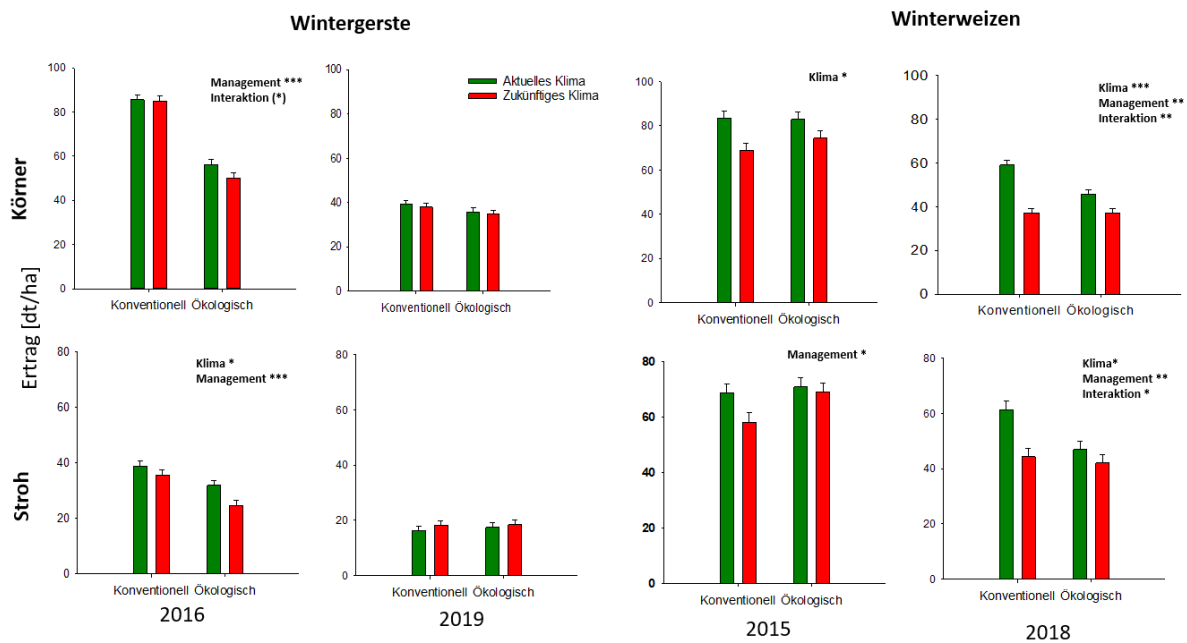 Wintergerste
Winterweizen
Körner
Ertrag [dt/ha]
Stroh
100
80
60
40
20
0
Management ***
Interaktion (*)
Konventionell Ökologisch
100
80
60
40
20
0
Aktuelles Klima
Zukünftiges Klima
Konventionell Ökologisch
100
80
60
40
20
0
Klima *
Konventionell Ökologisch
100
80
60
40
20
0
Klima ***
Management **
Interaktion **
Konventionell Ökologisch
80
60
40
20
0
Klima *
Management ***
Konventionell Ökologisch
2016
80
60
40
20
0
Konventionell Ökologisch
2019
80
70
60
40
20
00
Management *
Konventionell Ökologisch
2015
80
60
40
20
0
Klima*
Management **
Interaktion *
Konventionell Ökologisch
2018